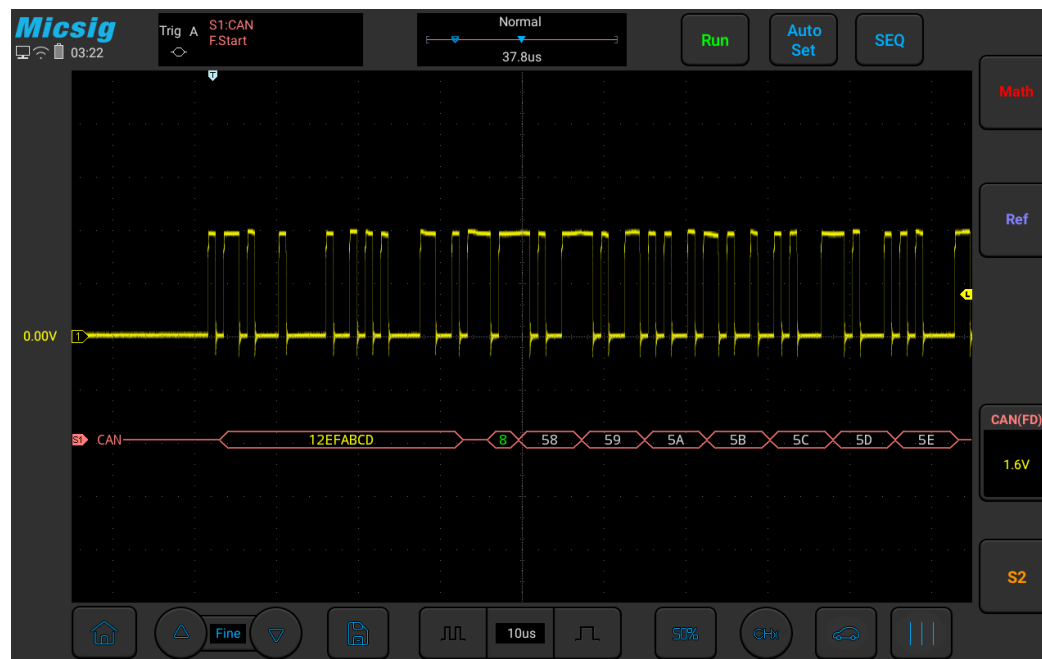 Micsig
03:22
Trig A
S1:CAN
F.Start
Normal
37.8us
Run
Auto
Set
SEQ
Math
T
Ref
L
0.00V
1
S1 CAN 12EFABCD 8 58 59 5A 5B 5C 5D 5E
CAN(FD)
1.6V
S2
Fine
10us
50%
CHx